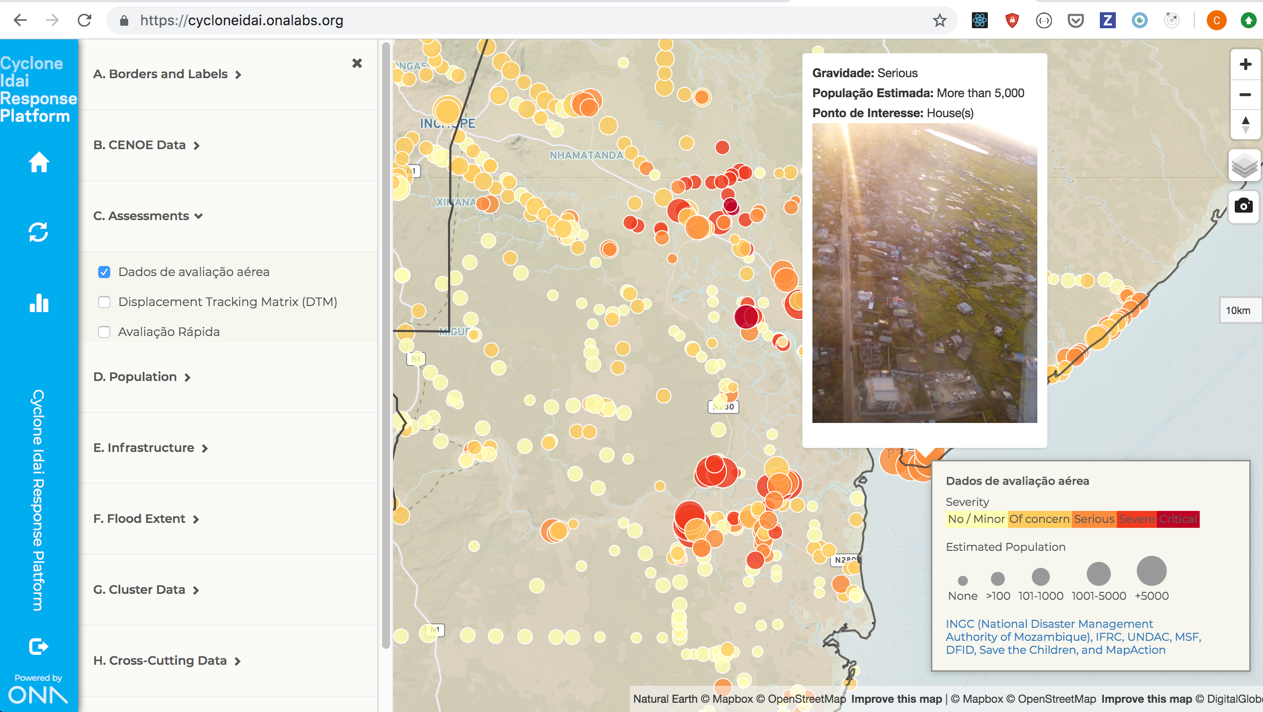 https://cycloneidai.onalabs.org
C
Cyclone
Idai
Response
Platform
Cyclone Idai Response Platform
Powered by
ONA
A. Borders and Labels
B. CENOE Data
C. Assessments
Dados de avaliação aérea
Displacement Tracking Matrix (DTM)
Avaliação Rápida
D. Population
E. Infrastructure
F. Flood Extent
G. Cluster Data
H. Cross-Cutting Data
NHAMATANDA
N1
N280
N1
Gravidade: Serious
População Estimada: More than 5,000
Ponto de Interesse: House(s)
10km
Dados de avaliação aérea
Severity
No / Minor Of concern Serious Severe Critical
Estimated Population
None >100 101-1000 1001-5000 +5000
INGC (National Disaster Management
Authority of Mozambique), IFRC, UNDAC, MSF,
DFID, Save the Children, and MapAction
Natural Earth © Mapbox © OpenStreetMap Improve this map | © Mapbox © OpenStreetMap Improve this map © DigitalGlob